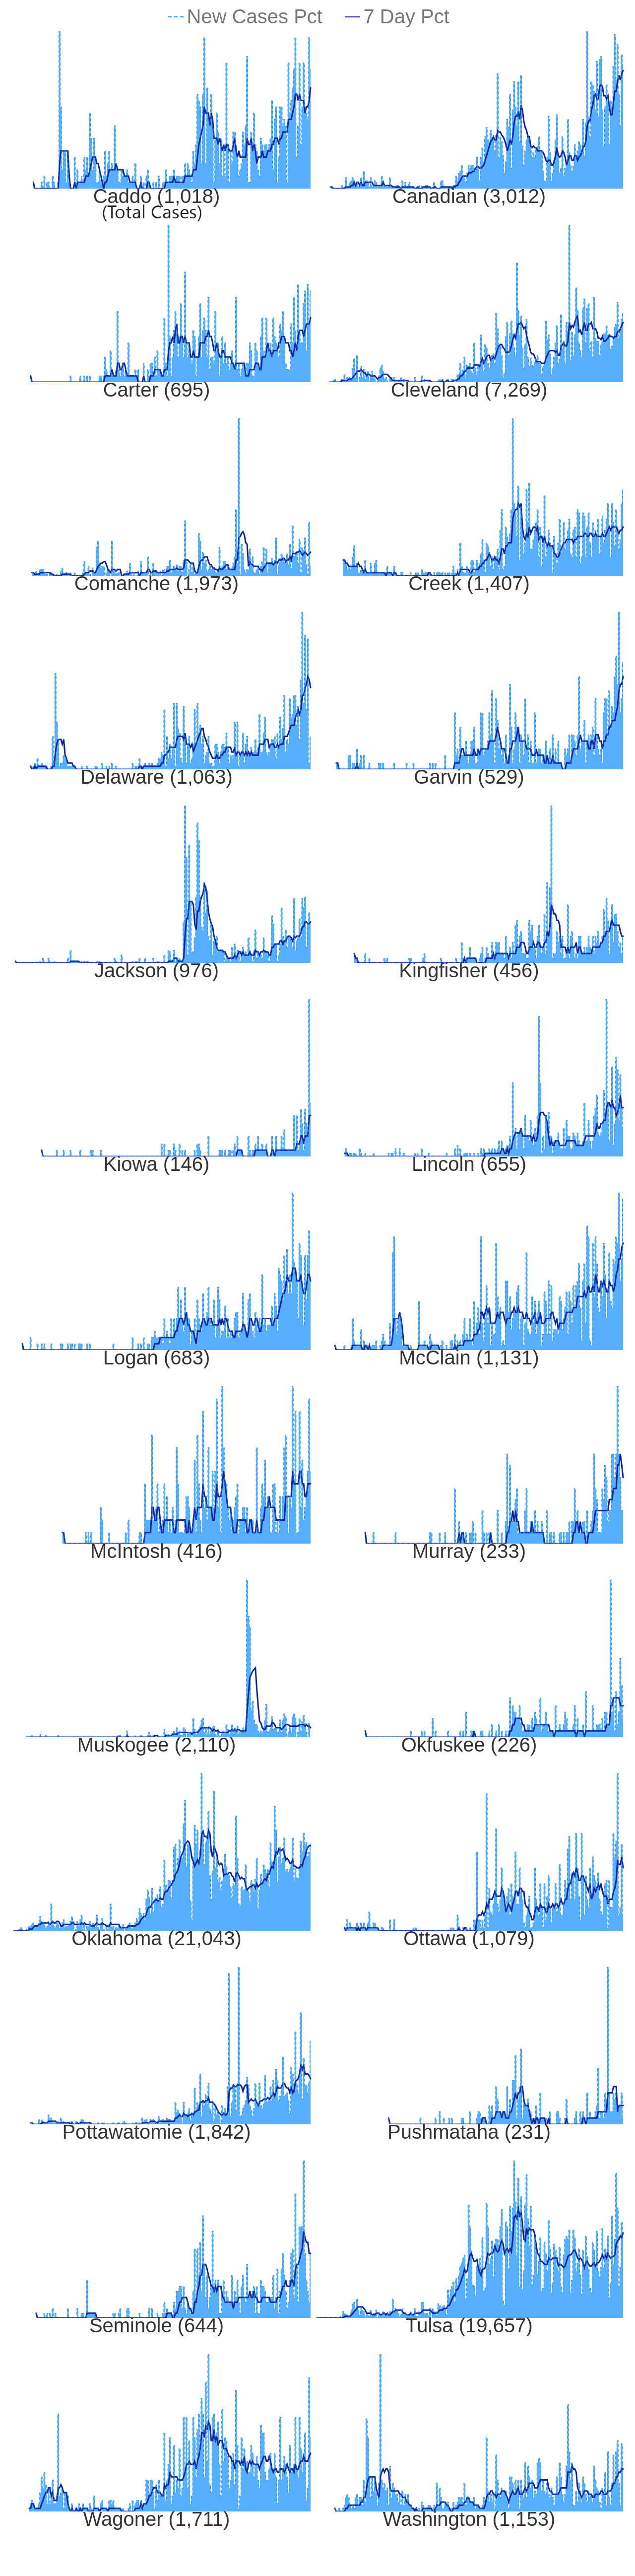 New Cases Pct 7 Day Pct
Caddo (1,018) Canadian (3,012)
(Total Cases)
Carter (695) Cleveland (7,269)
Comanche (1,973) Creek (1,407)
Delaware (1,063) Garvin (529)
Jackson (976) Kingfisher (456)
Kiowa (146) Lincoln (655)
Logan (683) McClain (1,131)
McIntosh (416) Murray (233)
Muskogee (2,110) Okfuskee (226)
Oklahoma (21,043) Ottawa (1,079)
Pottawatomie (1,842) Pushmataha (231)
Seminole (644) Tulsa (19,657)
Wagoner (1,711) Washington (1,153)